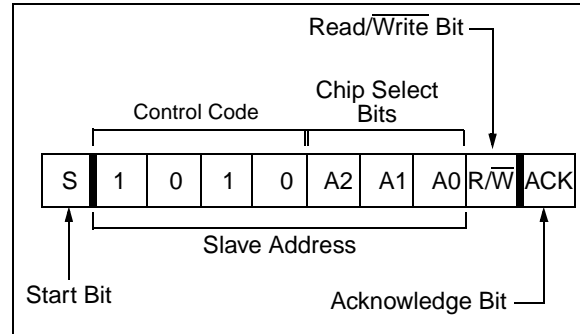 Read/Write Bit
Chip Select
Bits
Control Code
S 1 0 1 0 A2 A1 A0 R/W ACK
Slave Address
Start Bit
Acknowledge Bit